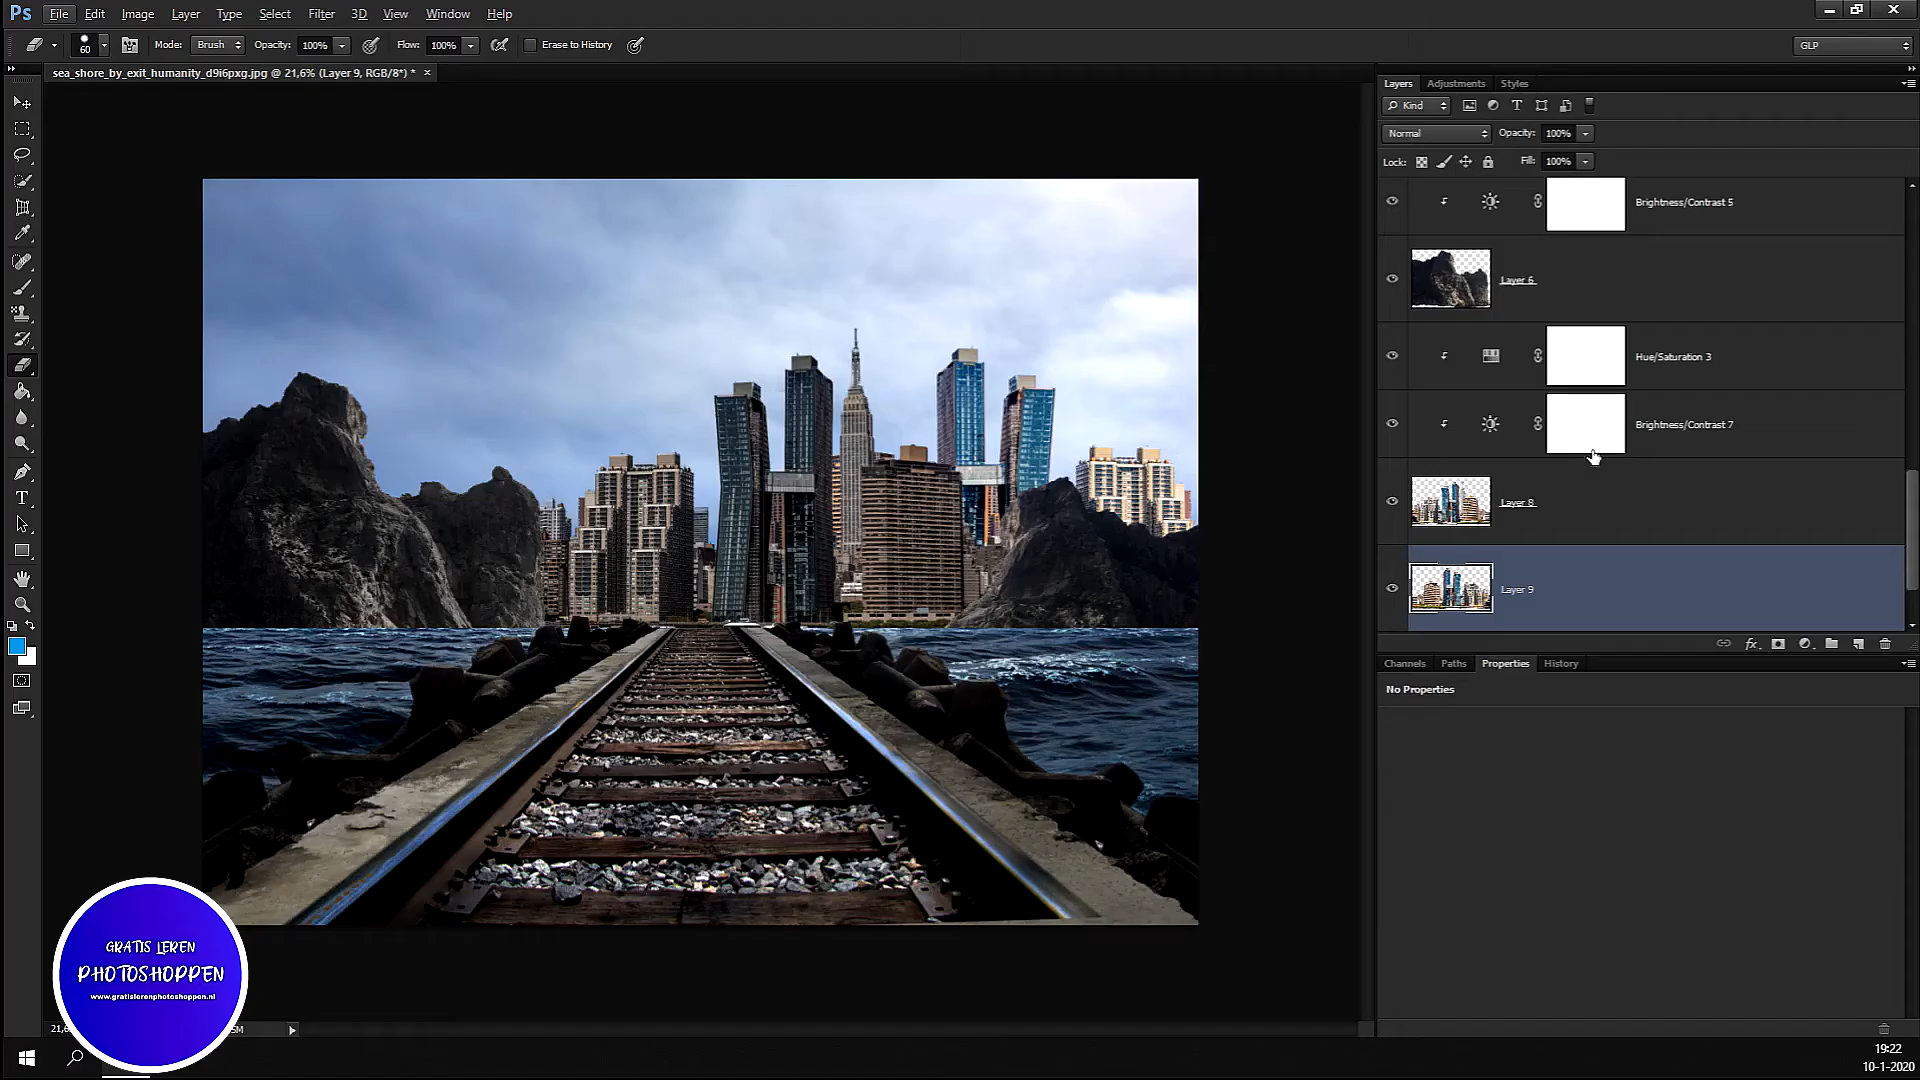 Ps File Edit Image Layer Type Select Filter 3D View Window Help
60 Mode: Brush Opacity: 100% Flow: 100% Erase to History GLP
sea_shore_by_exit_humanity_d9i6pxg.jpg @ 21,6% (Layer 9, RGB/8*) * ×
Layers Adjustments Styles
Kind
Normal Opacity: 100%
Lock: Fill: 100%
Brightness/Contrast 5
Layer 6
Hue/Saturation 3
Brightness/Contrast 7
Layer 8
Layer 9
fx
Channels Paths Properties History
No Properties
GRATIS LEREN
PHOTOSHOPPEN
www.gratislerenphotoshoppen.nl
19:22
10-1-2020